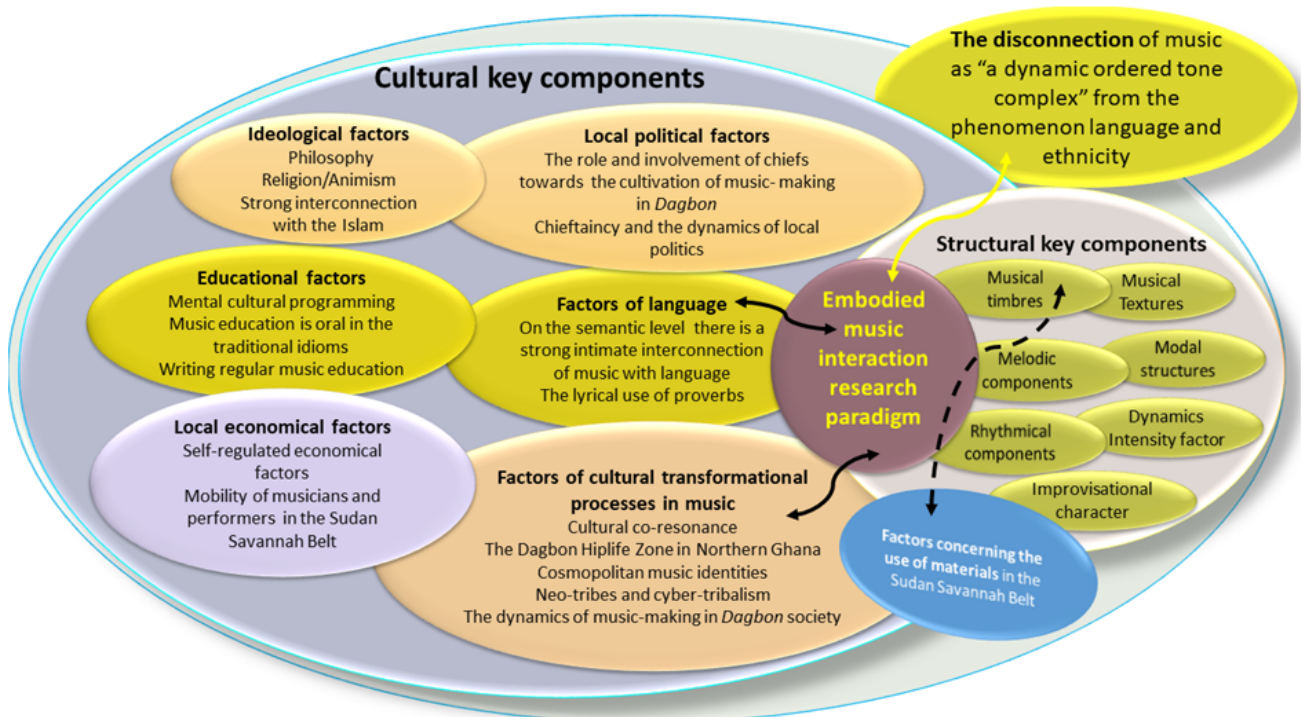 Cultural key components
Ideological factors
Philosophy
Religion/Animism
Strong interconnection
with the Islam
Local political factors
The role and involvement of chiefs
towards the cultivation of music- making
in Dagbon
Chieftaincy and the dynamics of local
politics
The disconnection of music
as “a dynamic ordered tone
complex” from the
phenomenon language and
ethnicity
Educational factors
Mental cultural programming
Music education is oral in the
traditional idioms
Writing regular music education
Factors of language
On the semantic level there is a
strong intimate interconnection
of music with language
The lyrical use of proverbs
Embodied
music
interaction
research
paradigm
Structural key components
Musical
timbres
Musical
Textures
Melodic
components
Modal
structures
Rhythmical
components
Dynamics
Intensity factor
Improvisational
character
Local economical factors
Self-regulated economical
factors
Mobility of musicians and
performers in the Sudan
Savannah Belt
Factors of cultural transformational
processes in music
Cultural co-resonance
The Dagbon Hiplife Zone in Northern Ghana
Cosmopolitan music identities
Neo-tribes and cyber-tribalism
The dynamics of music-making in Dagbon society
Factors concerning the
use of materials in the
Sudan Savannah Belt